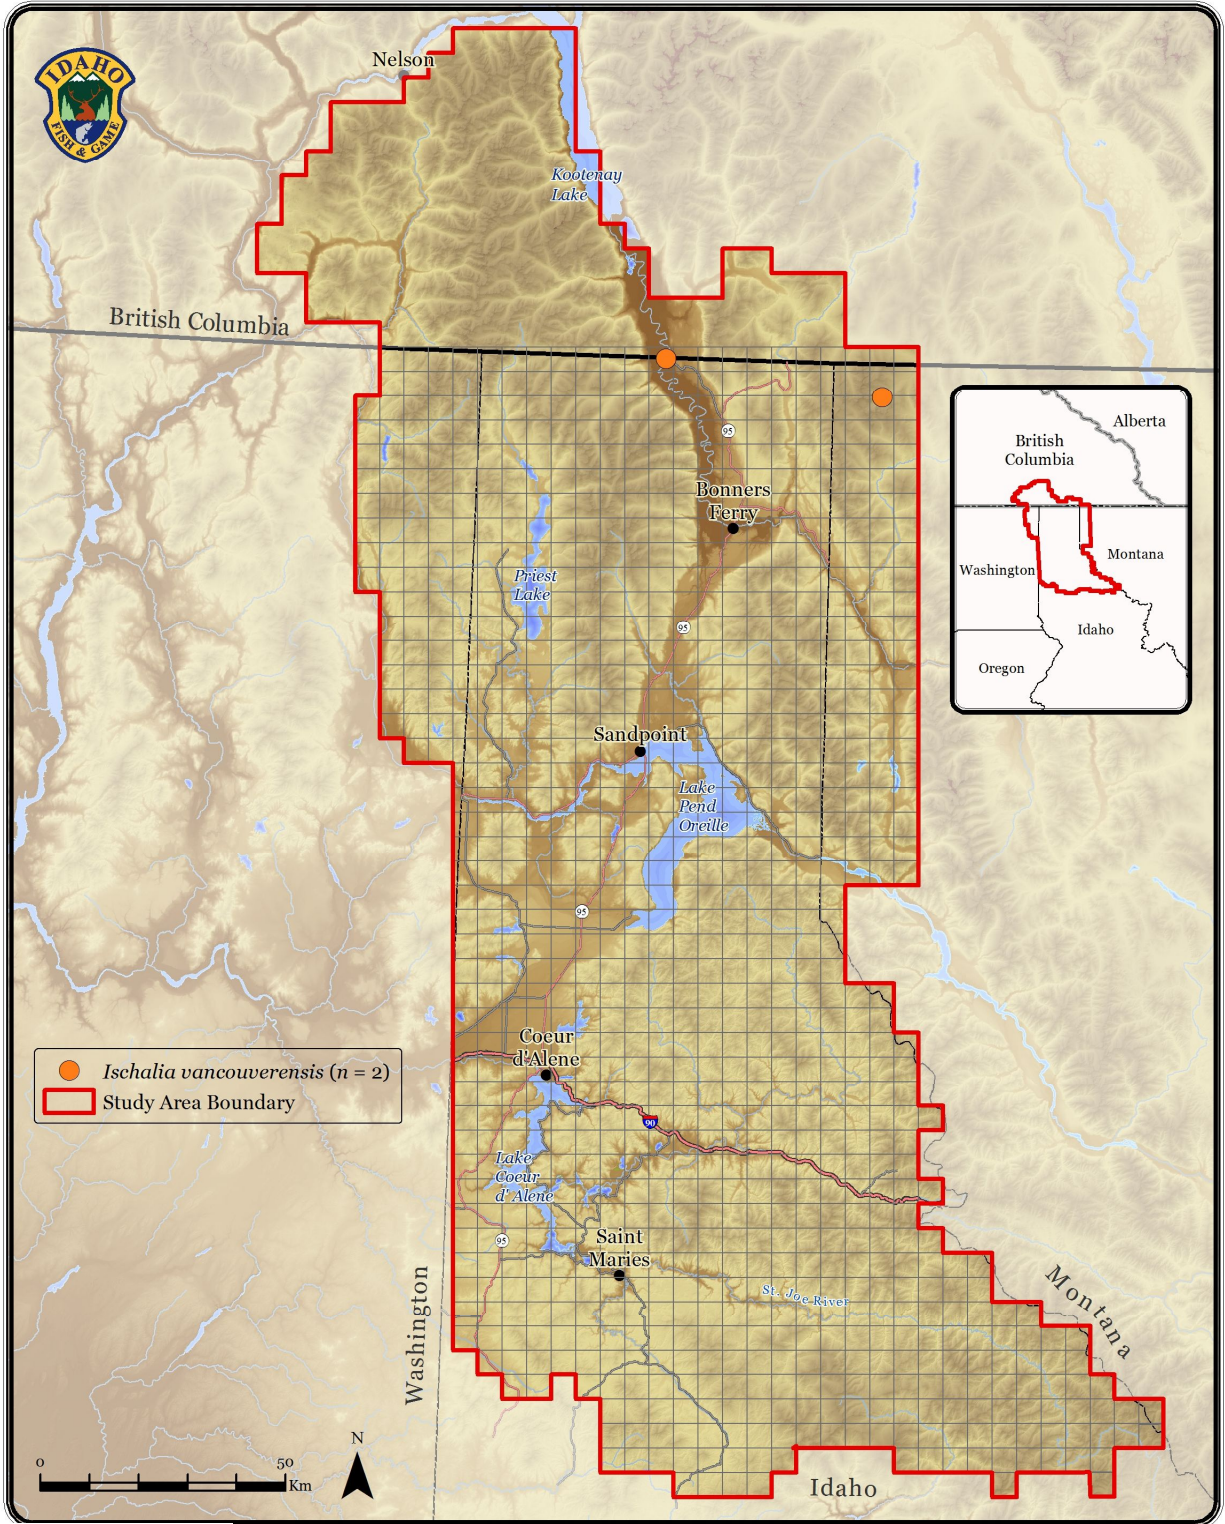 IDAHO
FISH & GAME
Nelson
Kootenay
Lake
British Columbia
95
Bonners
Ferry
Priest
Lake
95
Sandpoint
Lake
Pend
Oreille
95
Coeur
d'Alene
90
Lake
Coeur
d' Alene
95
Saint
Maries
St. Joe River
Montana
Washington
Idaho
Alberta
British
Columbia
Washington
Montana
Idaho
Oregon
Ischalia vancouverensis (n = 2)
Study Area Boundary
0 50
Km
N